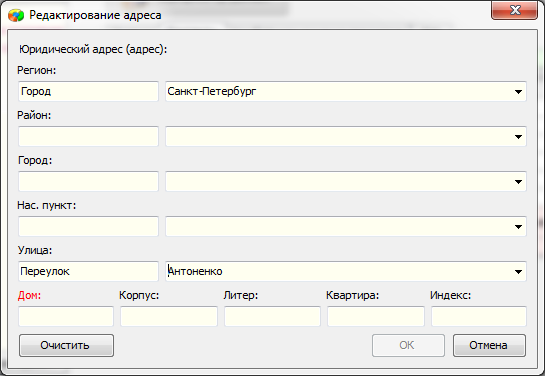 Редактирование адреса
Юридический адрес (адрес):
Регион:
Город Санкт-Петербург
Район:
Город:
Нас. пункт:
Улица:
Переулок Антоненко
Дом: Корпус: Литер: Квартира: Индекс:
Очистить ОК Отмена